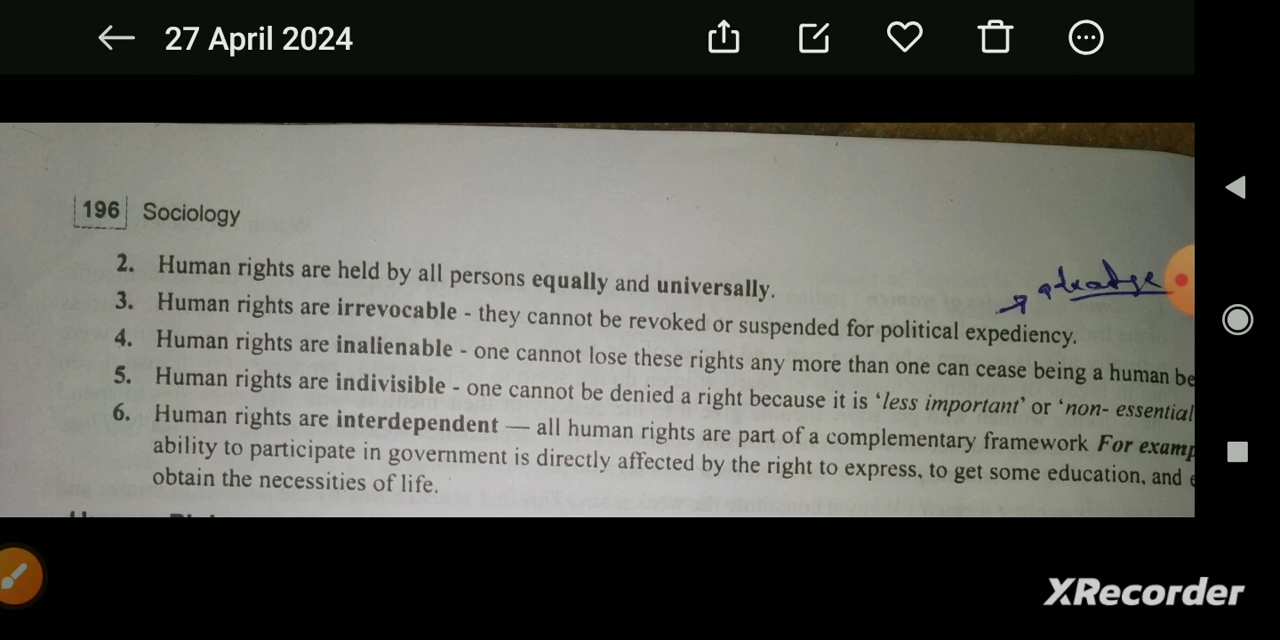 27 April 2024
196 Sociology
2. Human rights are held by all persons equally and universally.
3. Human rights are irrevocable - they cannot be revoked or suspended for political expediency.
4. Human rights are inalienable - one cannot lose these rights any more than one can cease being a human be
5. Human rights are indivisible - one cannot be denied a right because it is ‘less important’ or ‘non- essential
6. Human rights are interdependent — all human rights are part of a complementary framework For examp
ability to participate in government is directly affected by the right to express, to get some education, and e
obtain the necessities of life.
XRecorder